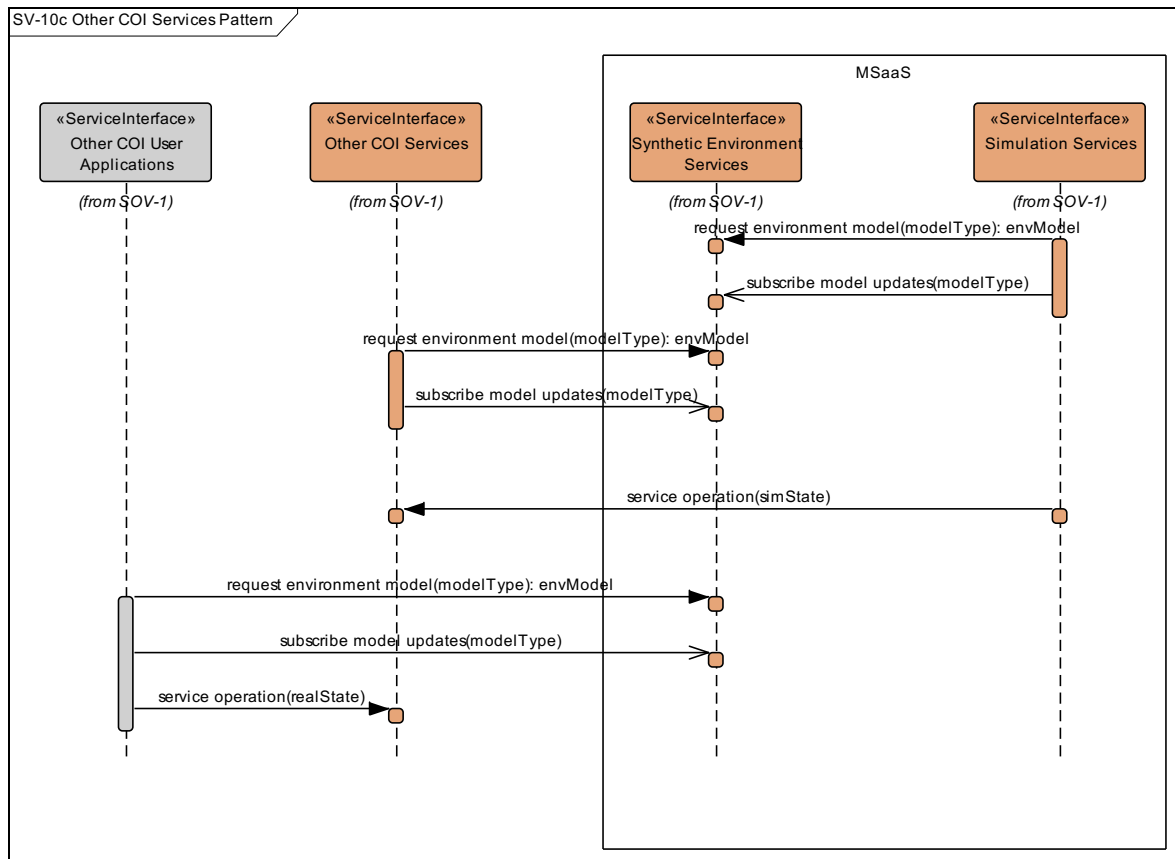 SV-10c Other COI Services Pattern
MSaaS
«ServiceInterface»
Other COI User
Applications
(from SOV-1)
«ServiceInterface»
Other COI Services
(from SOV-1)
«ServiceInterface»
Synthetic Environment
Services
(from SOV-1)
«ServiceInterface»
Simulation Services
(from SOV-1)
request environment model(modelType): envModel
subscribe model updates(modelType)
request environment model(modelType): envModel
subscribe model updates(modelType)
service operation(simState)
request environment model(modelType): envModel
subscribe model updates(modelType)
service operation(realState)